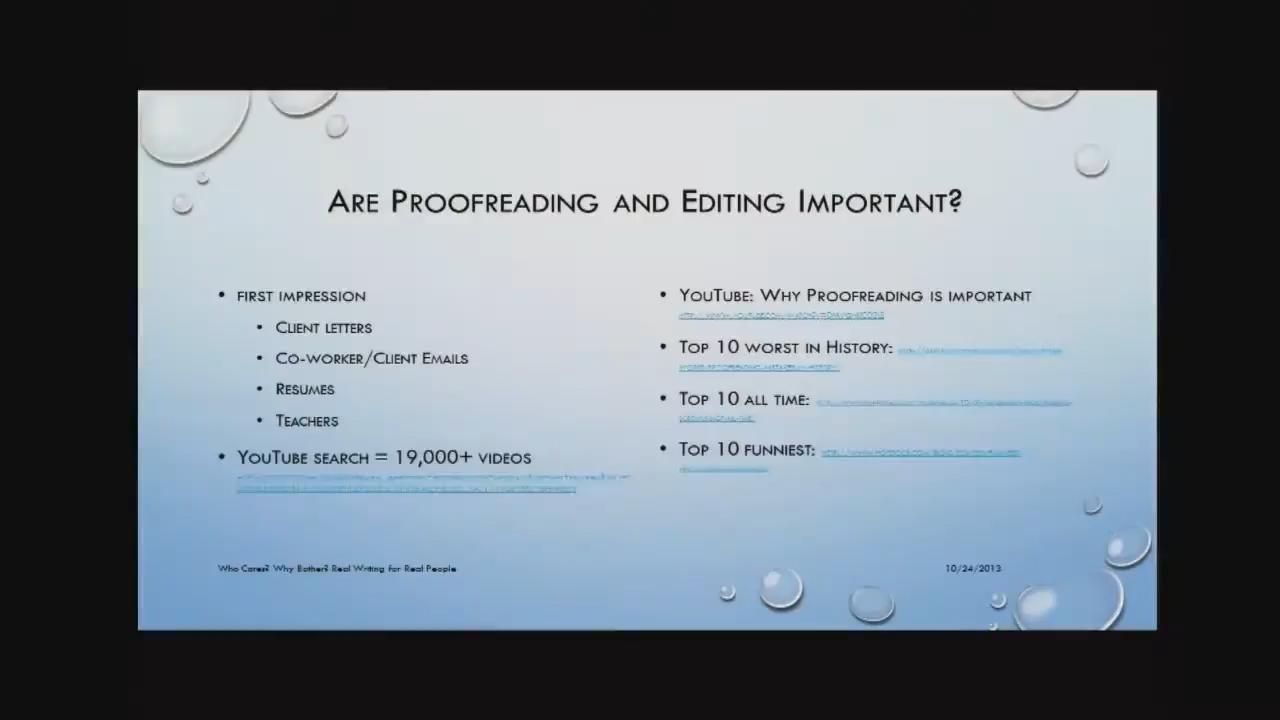 Are Proofreading and Editing Important?
• first impression
• Client letters
• Co-worker/Client Emails
• Resumes
• Teachers
• YouTube search = 19,000+ videos
• YouTube: Why Proofreading is important
• Top 10 worst in History:
• Top 10 all time:
• Top 10 funniest:
Who Cares? Why Bother? Real Writing for Real People
10/24/2013